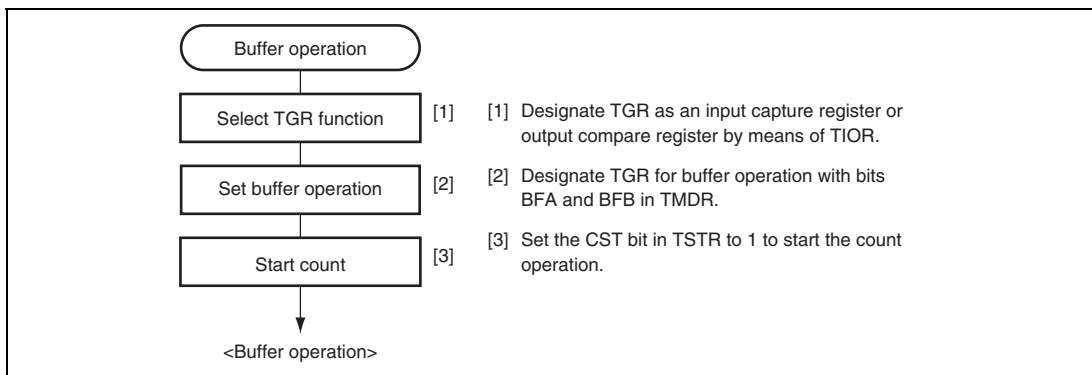 Buffer operation
Select TGR function
[1]
Set buffer operation
[2]
Start count
[3]
<Buffer operation>
[1] Designate TGR as an input capture register or
output compare register by means of TIOR.
[2] Designate TGR for buffer operation with bits
BFA and BFB in TMDR.
[3] Set the CST bit in TSTR to 1 to start the count
operation.